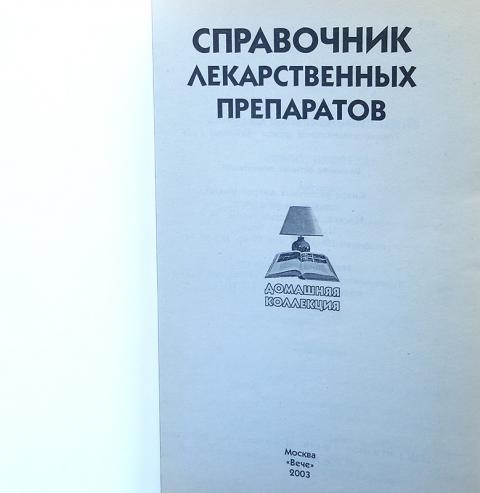 СПРАВОЧНИК
ЛЕКАРСТВЕННЫХ
ПРЕПАРАТОВ
ДОМАШНЯЯ
КОЛЛЕКЦИЯ
Москва
«Вече»
2003